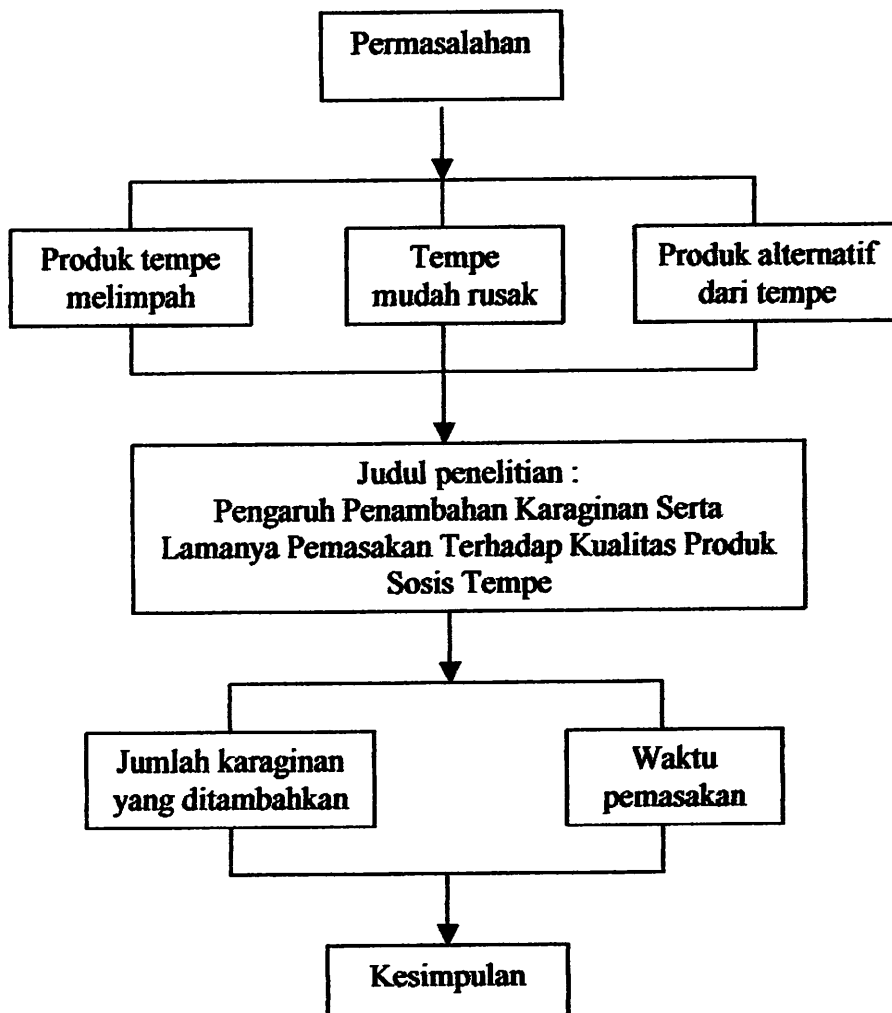 Permasalahan
Produk tempe
melimpah
Tempe
mudah rusak
Produk alternatif
dari tempe
Judul penelitian :
Pengaruh Penambahan Karaginan Serta
Lamanya Pemasakan Terhadap Kualitas Produk
Sosis Tempe
Jumlah karaginan
yang ditambahkan
Waktu
pemasakan
Kesimpulan